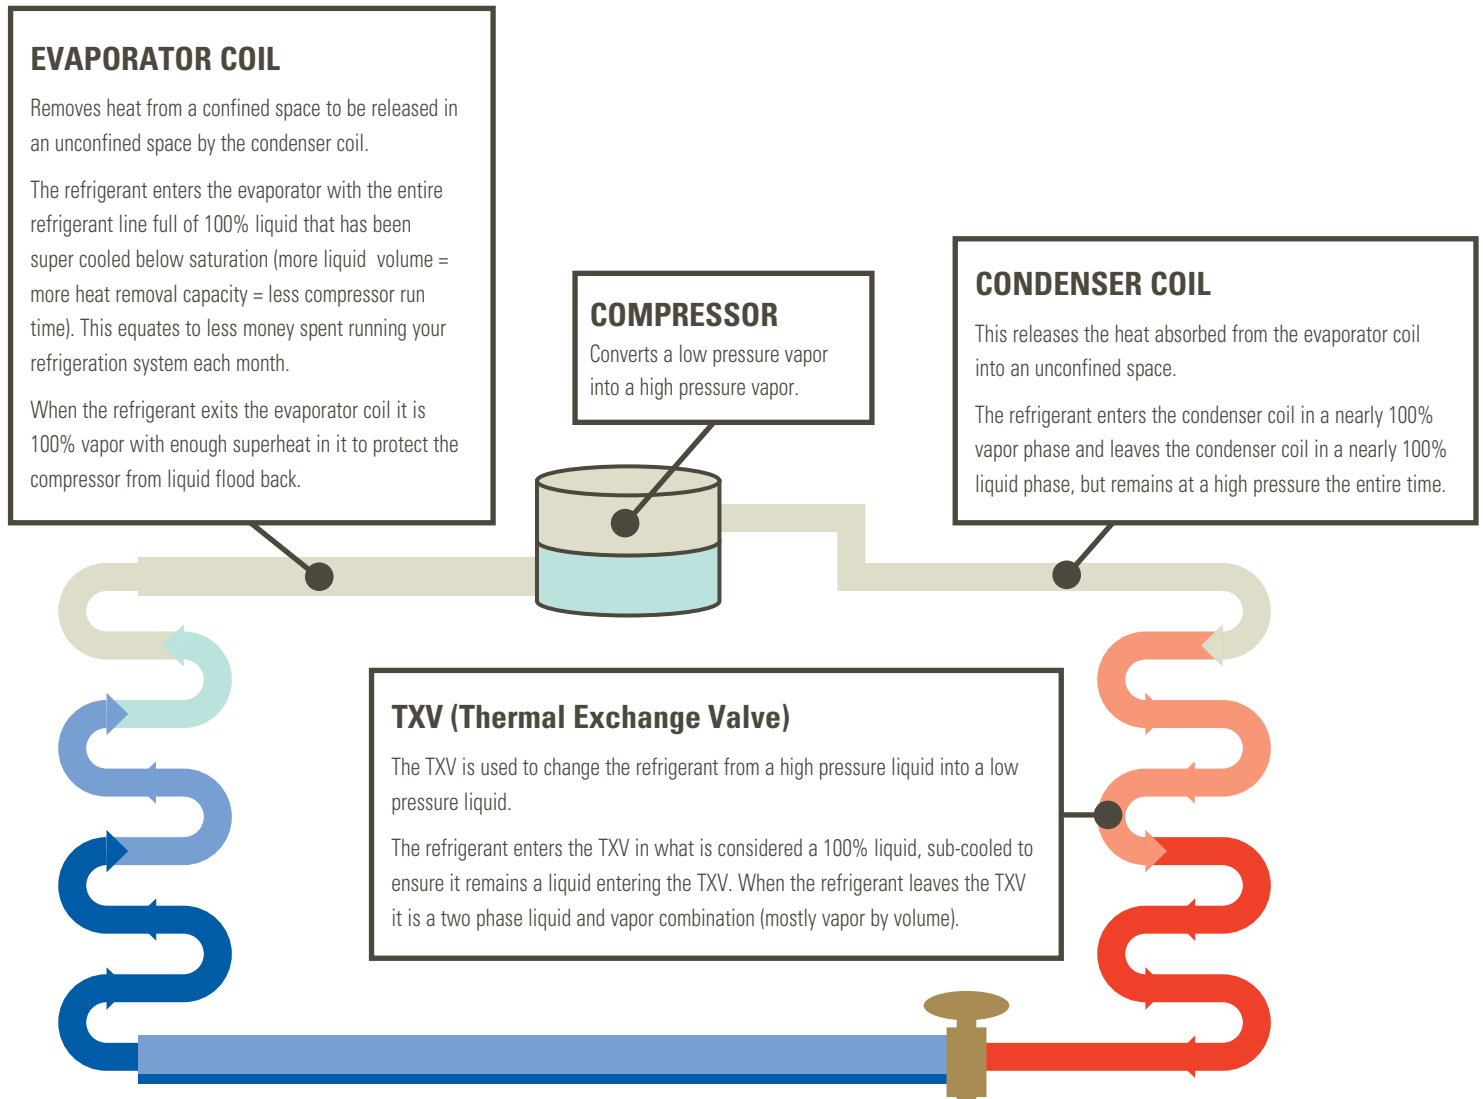 EVAPORATOR COIL
Removes heat from a confined space to be released in
an unconfined space by the condenser coil.
The refrigerant enters the evaporator with the entire
refrigerant line full of 100% liquid that has been
super cooled below saturation (more liquid  volume =
more heat removal capacity = less compressor run
time). This equates to less money spent running your
refrigeration system each month.
When the refrigerant exits the evaporator coil it is
100% vapor with enough superheat in it to protect the
compressor from liquid flood back.
COMPRESSOR
Converts a low pressure vapor
into a high pressure vapor.
CONDENSER COIL
This releases the heat absorbed from the evaporator coil
into an unconfined space.
The refrigerant enters the condenser coil in a nearly 100%
vapor phase and leaves the condenser coil in a nearly 100%
liquid phase, but remains at a high pressure the entire time.
TXV (Thermal Exchange Valve)
The TXV is used to change the refrigerant from a high pressure liquid into a low
pressure liquid.
The refrigerant enters the TXV in what is considered a 100% liquid, sub-cooled to
ensure it remains a liquid entering the TXV. When the refrigerant leaves the TXV
it is a two phase liquid and vapor combination (mostly vapor by volume).